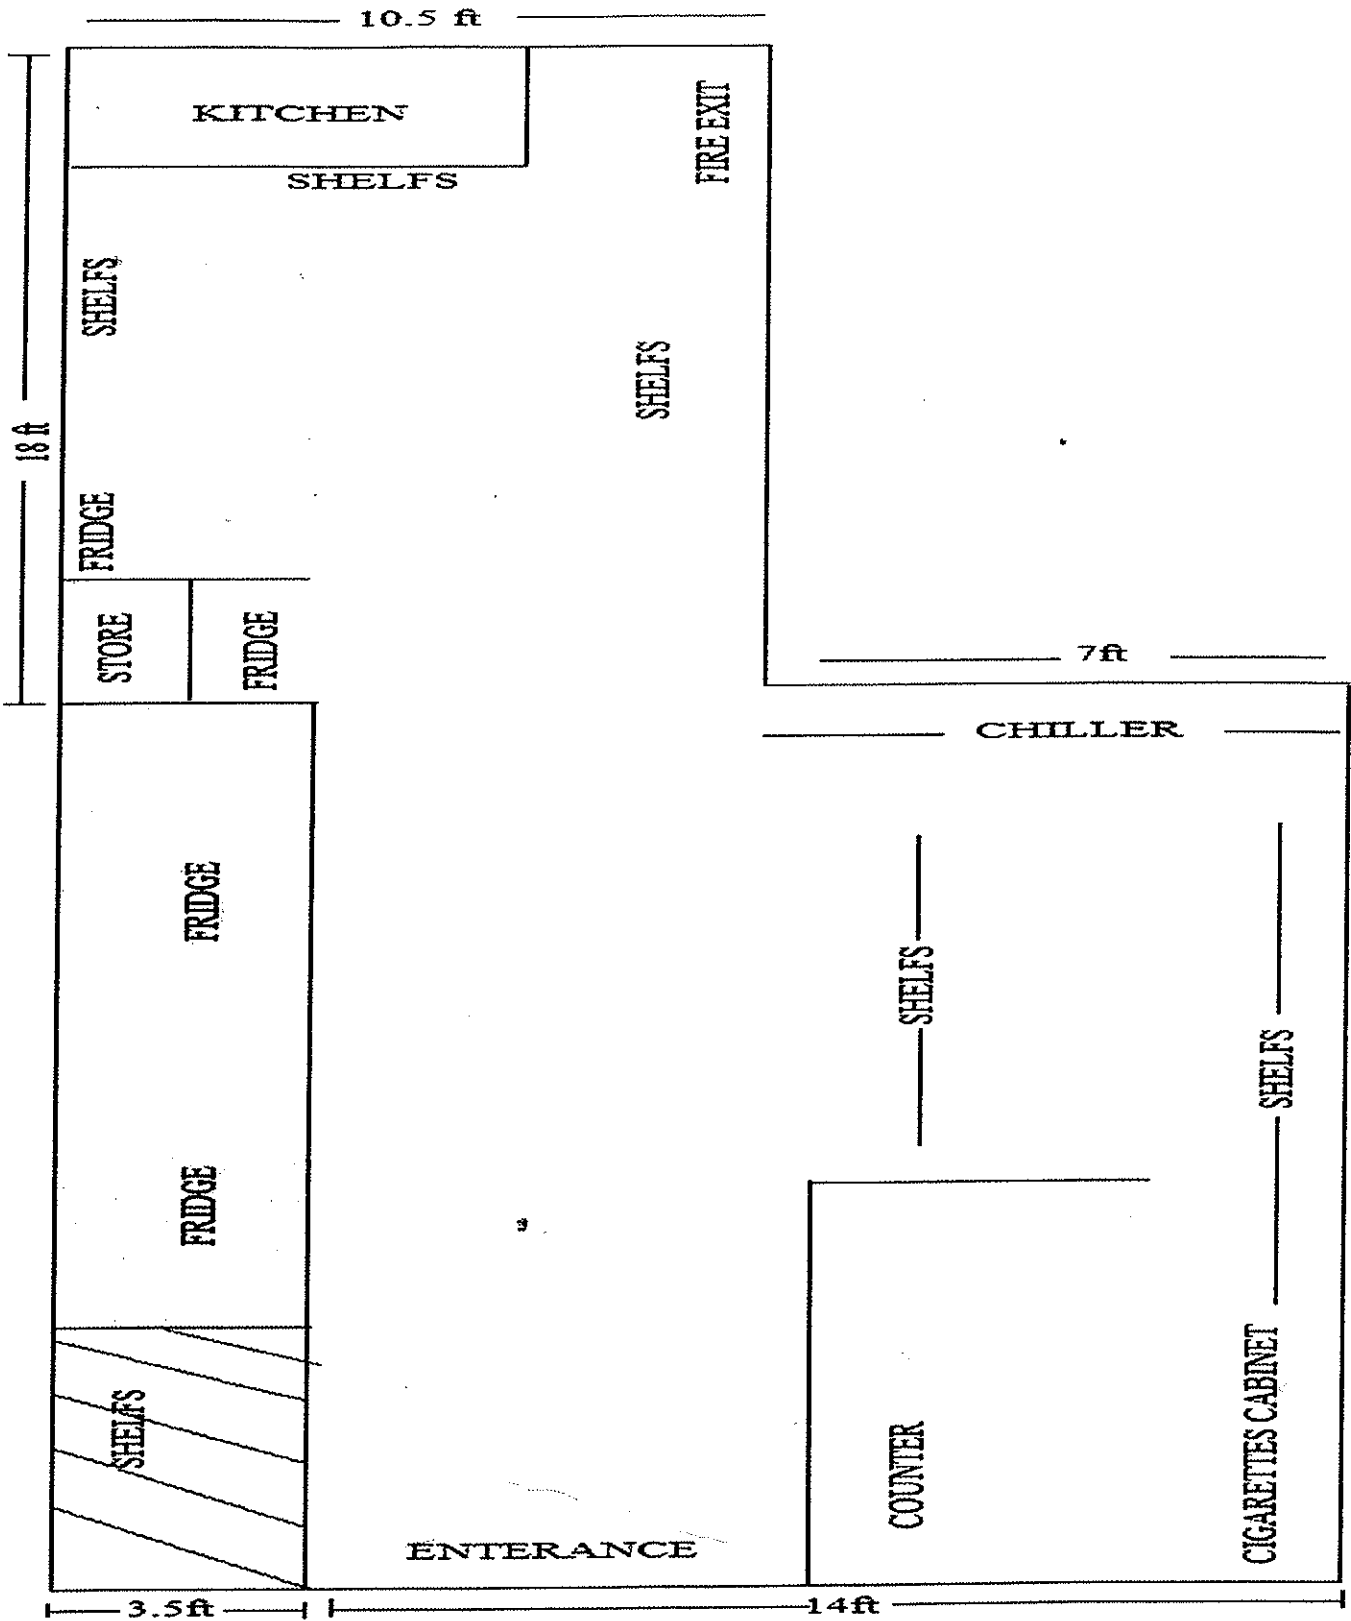 10.5 ft
KITCHEN
FIRE EXIT
SHELFS
SHELFS
SHELFS
18 ft
FRIDGE
STORE
FRIDGE
7ft
CHILLER
FRIDGE
SHELFS
SHELFS
FRIDGE
SHELFS
COUNTER
CIGARETTES CABINET
ENTERANCE
3.5ft
14ft